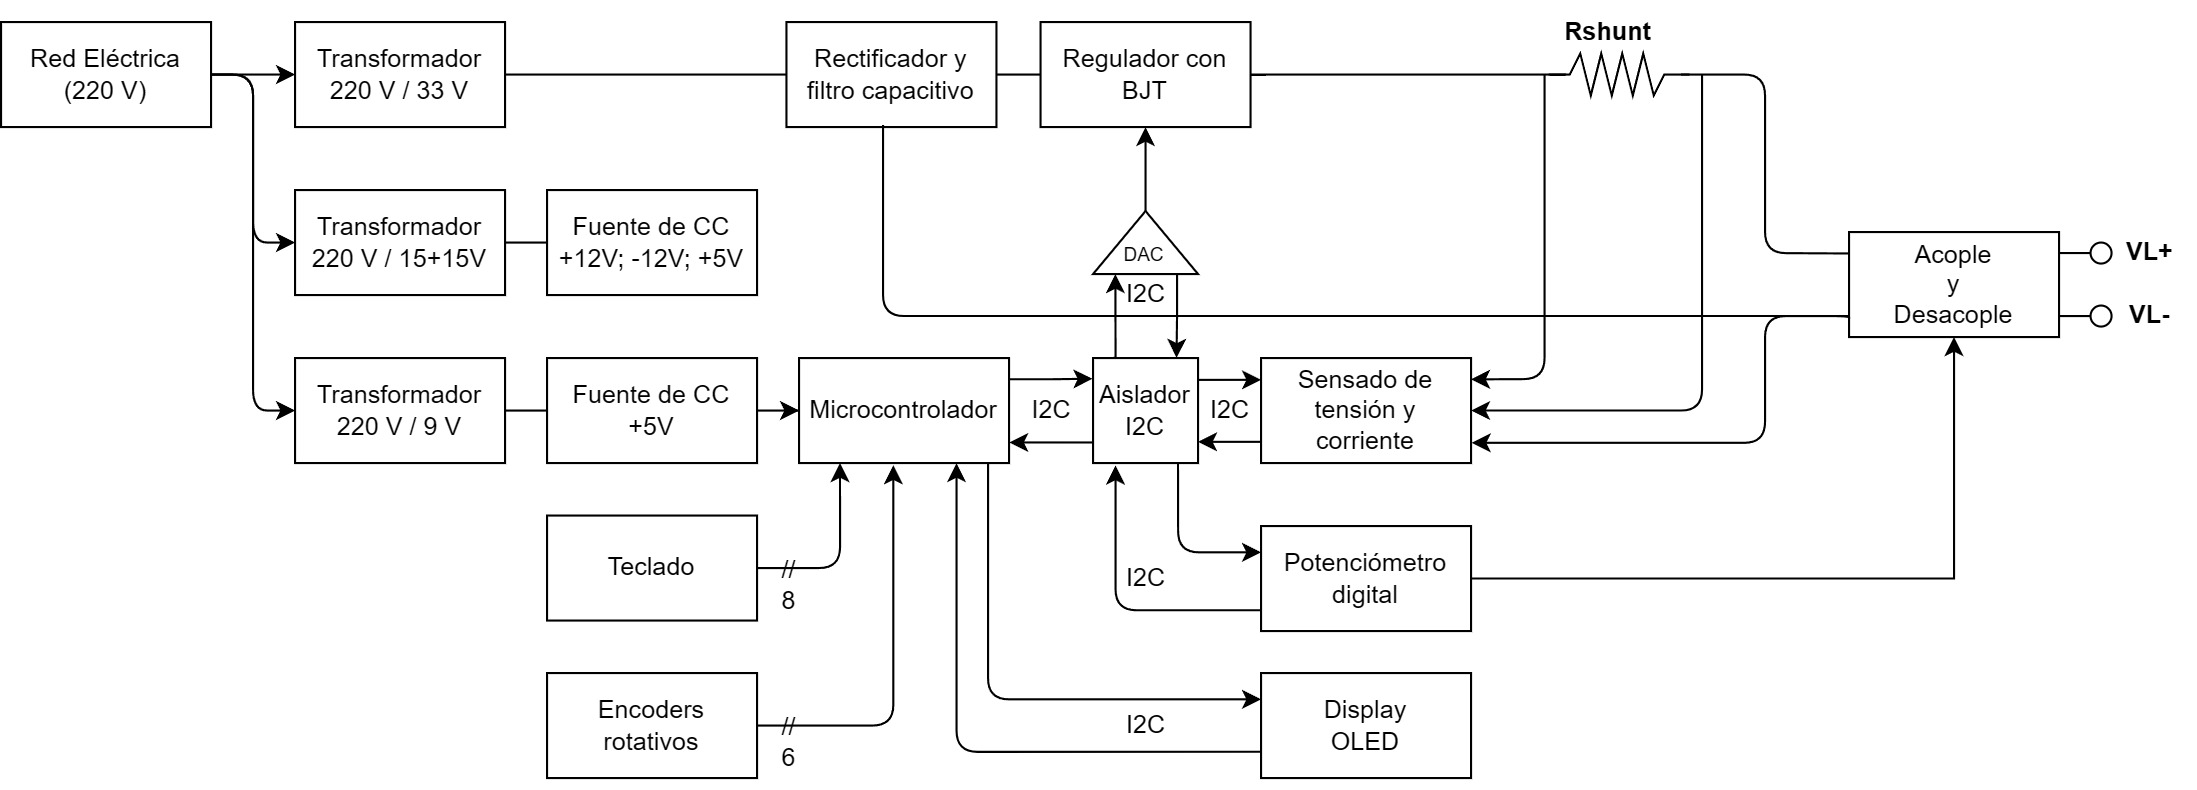 Rshunt
Red Eléctrica
(220 V)
Transformador
220 V / 33 V
Rectificador y
filtro capacitivo
Regulador con
BJT
Transformador
220 V / 15+15V
Fuente de CC
+12V; -12V; +5V
DAC
I2C
Acople
y
Desacople
VL+
VL-
Transformador
220 V / 9 V
Fuente de CC
+5V
Microcontrolador
I2C
Aislador
I2C
I2C
Sensado de
tensión y
corriente
Teclado
//
8
I2C
Potenciómetro
digital
Encoders
rotativos
//
6
I2C
Display
OLED